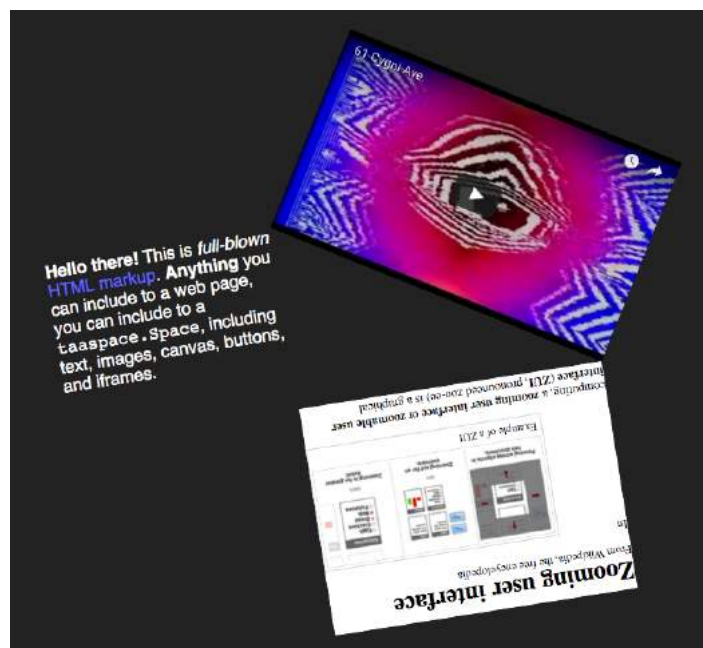 61 Cygni Ave
Hello there! This is full-blown
HTML markup. Anything you
can include to a web page,
you can include to a
taaspace.Space, including
text, images, canvas, buttons,
and iframes.
Zooming user interface
From Wikipedia, the free encyclopedia
In
Example of a ZUI
computing, a zooming user interface or zoomable user
interface (ZUI, pronounced zoo-ee) is a graphical